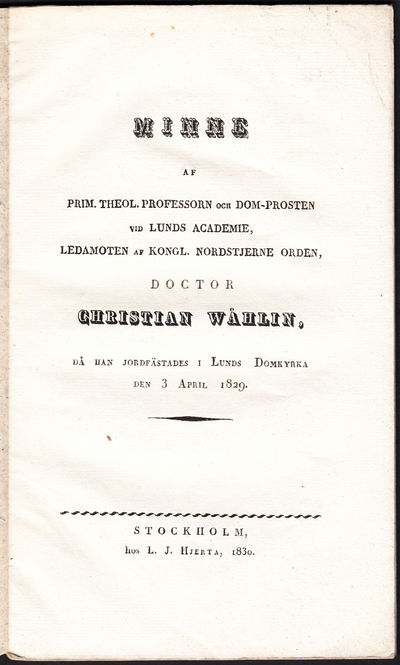 MINNE
AF
PRIM. THEOL. PROFESSORN OCH DOM-PROSTEN
VID LUNDS ACADEMIE,
LEDAMOTEN AF KONGL. NORDSTJERNE ORDEN,
DOCTOR
CHRISTIAN WÅHLIN,
DÅ HAN JORDFÄSTADES I LUNDS DOMKYRKA
DEN 3 APRIL 1829.
STOCKHOLM,
hos L. J. HJERTA, 1830.